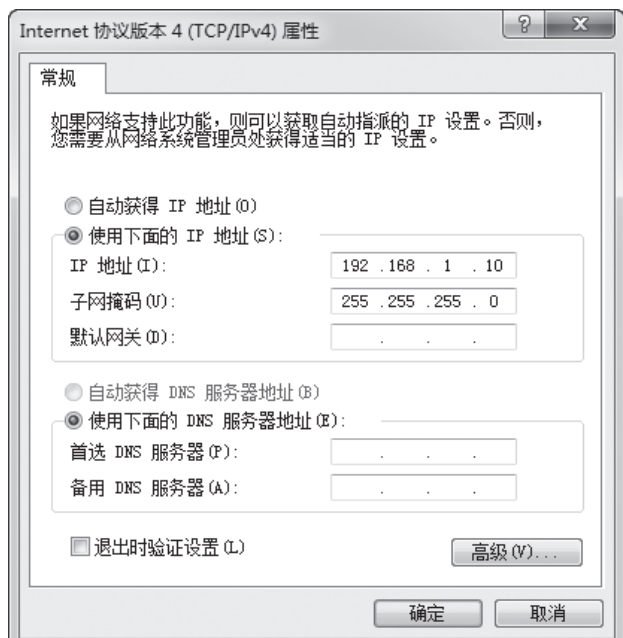 Internet 协议版本 4 (TCP/IPv4) 属性
?
X
常规
如果网络支持此功能，则可以获取自动指派的 IP 设置。否则，
您需要从网络系统管理员处获得适当的 IP 设置。
自动获得 IP 地址(O)
使用下面的 IP 地址(S):
IP 地址(I): 192 .168 . 1 . 10
子网掩码(U): 255 .255 .255 . 0
默认网关(D): . . .
自动获得 DNS 服务器地址(B)
使用下面的 DNS 服务器地址(E):
首选 DNS 服务器(P): . . .
备用 DNS 服务器(A): . . .
退出时验证设置(L)
高级(V)...
确定 取消